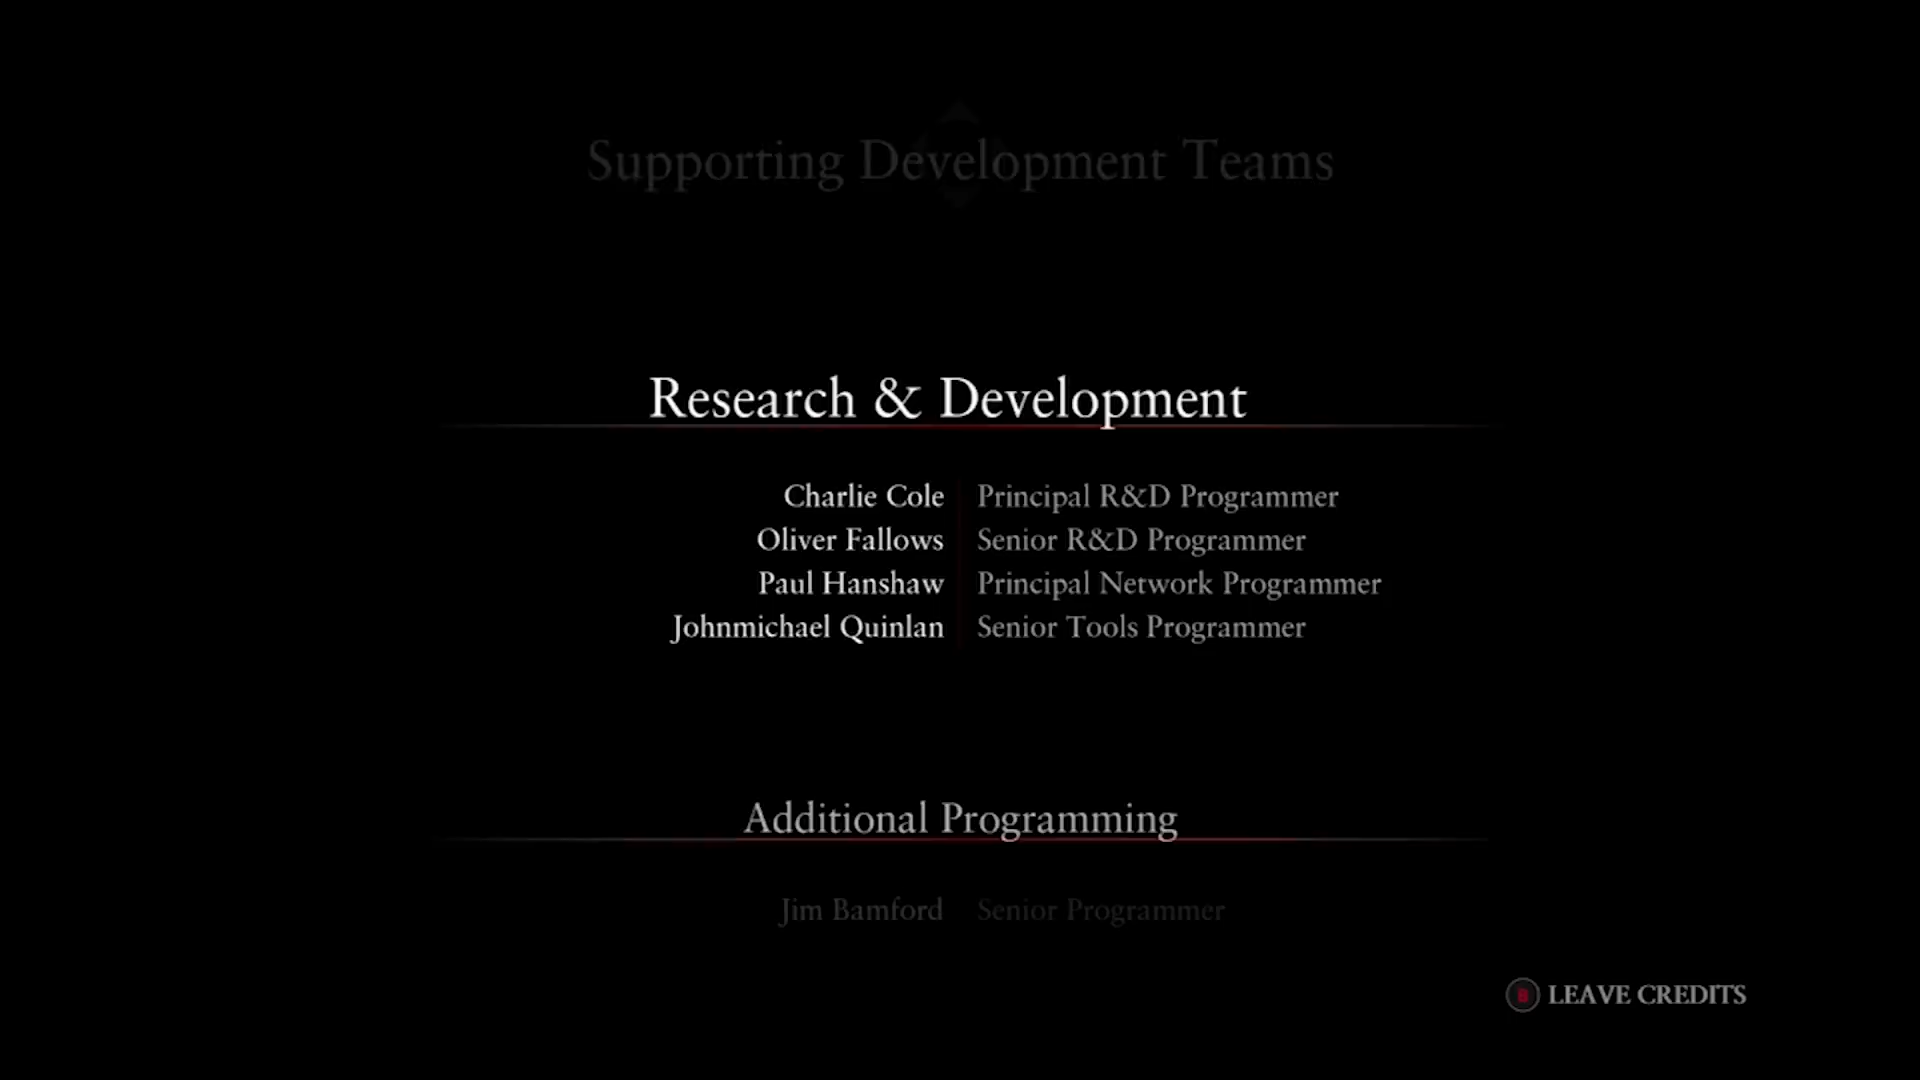 Supporting Development Teams
Research & Development
Charlie Cole Principal R&D Programmer
Oliver Fallows Senior R&D Programmer
Paul Hanshaw Principal Network Programmer
Johnmichael Quinlan Senior Tools Programmer
Additional Programming
Jim Bamford Senior Programmer
B LEAVE CREDITS